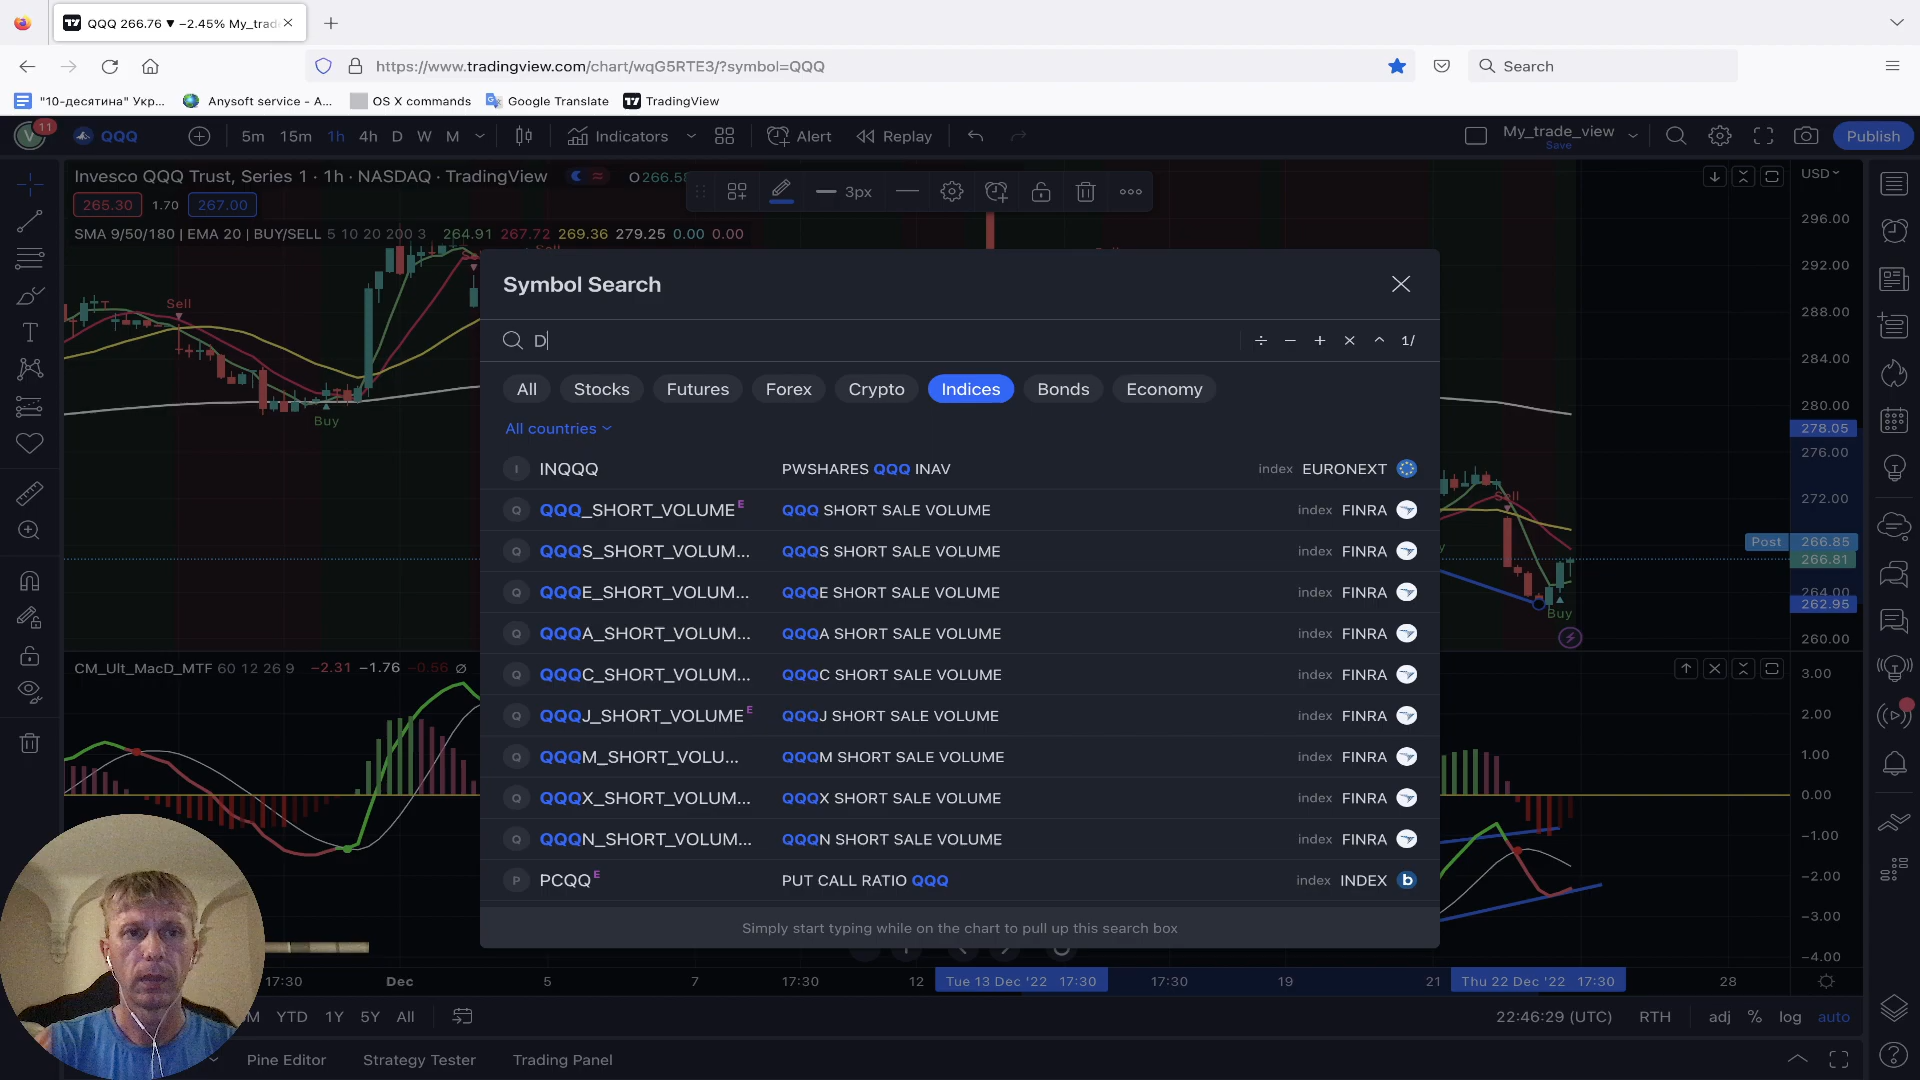 QQQ 266.76 ▼ −2.45% My_trad
https://www.tradingview.com/chart/wqG5RTE3/?symbol=QQQ
Search
"10-десятина" Укр...
Anysoft service - A...
OS X commands
Google Translate
TradingView
11
V
QQQ
5m 15m 1h 4h D W M
Indicators
Alert
Replay
My_trade_view
Save
Publish
Invesco QQQ Trust, Series 1 · 1h · NASDAQ · TradingView
O266.58
3px
USD
265.30 1.70 267.00
SMA 9/50/180 | EMA 20 | BUY/SELL 5 10 20 200 3 264.91 267.72 269.36 279.25 0.00 0.00
296.00
292.00
288.00
284.00
280.00
278.05
276.00
272.00
Post 266.85
266.81
264.00
262.95
260.00
Sell
Buy
Sell
Buy
Symbol Search
D
÷ − + × ^ 1/
All
Stocks
Futures
Forex
Crypto
Indices
Bonds
Economy
All countries
I INQQQ PWSHARES QQQ INAV index EURONEXT
Q QQQ_SHORT_VOLUME E QQQ SHORT SALE VOLUME index FINRA
Q QQQS_SHORT_VOLUM... QQQS SHORT SALE VOLUME index FINRA
Q QQQE_SHORT_VOLUM... QQQE SHORT SALE VOLUME index FINRA
Q QQQA_SHORT_VOLUM... QQQA SHORT SALE VOLUME index FINRA
Q QQQC_SHORT_VOLUM... QQQC SHORT SALE VOLUME index FINRA
Q QQQJ_SHORT_VOLUME E QQQJ SHORT SALE VOLUME index FINRA
Q QQQM_SHORT_VOLU... QQQM SHORT SALE VOLUME index FINRA
Q QQQX_SHORT_VOLUM... QQQX SHORT SALE VOLUME index FINRA
Q QQQN_SHORT_VOLUM... QQQN SHORT SALE VOLUME index FINRA
P PCQQ E PUT CALL RATIO QQQ index INDEX b
Simply start typing while on the chart to pull up this search box
CM_Ult_MacD_MTF 60 12 26 9 −2.31 −1.76 −0.56 ∅
3.00
2.00
1.00
0.00
−1.00
−2.00
−3.00
−4.00
17:30 Dec 5 7 17:30 12 Tue 13 Dec '22 17:30 17:30 19 21 Thu 22 Dec '22 17:30 28
M YTD 1Y 5Y All
22:46:29 (UTC) RTH adj % log auto
Pine Editor
Strategy Tester
Trading Panel